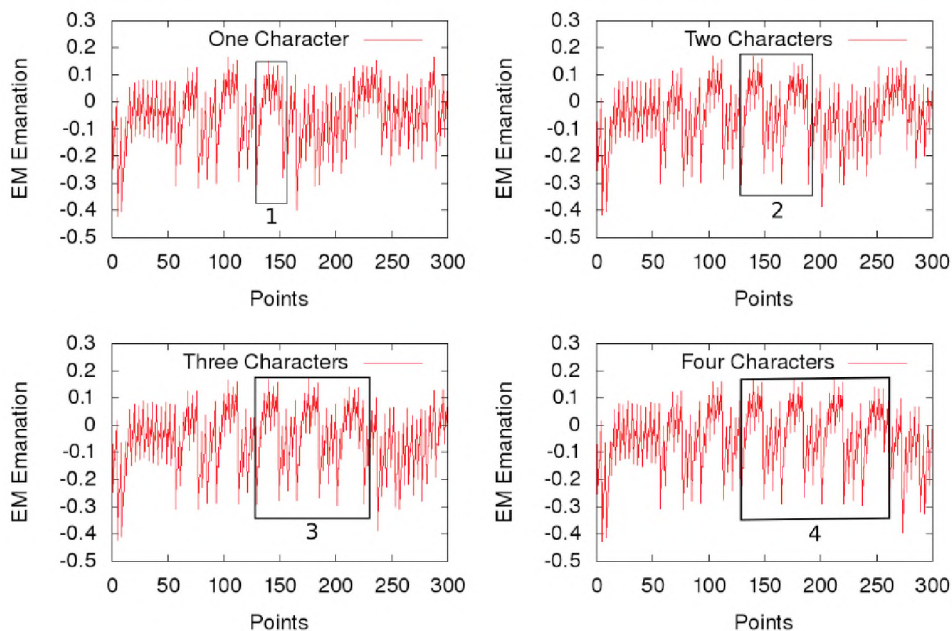 One Character
EM Emanation
0.3
0.2
0.1
0
-0.1
-0.2
-0.3
-0.4
-0.5
1
0 50 100 150 200 250 300
Points
Two Characters
EM Emanation
0.3
0.2
0.1
0
-0.1
-0.2
-0.3
-0.4
-0.5
2
0 50 100 150 200 250 300
Points
Three Characters
EM Emanation
0.3
0.2
0.1
0
-0.1
-0.2
-0.3
-0.4
-0.5
3
0 50 100 150 200 250 300
Points
Four Characters
EM Emanation
0.3
0.2
0.1
0
-0.1
-0.2
-0.3
-0.4
-0.5
4
0 50 100 150 200 250 300
Points